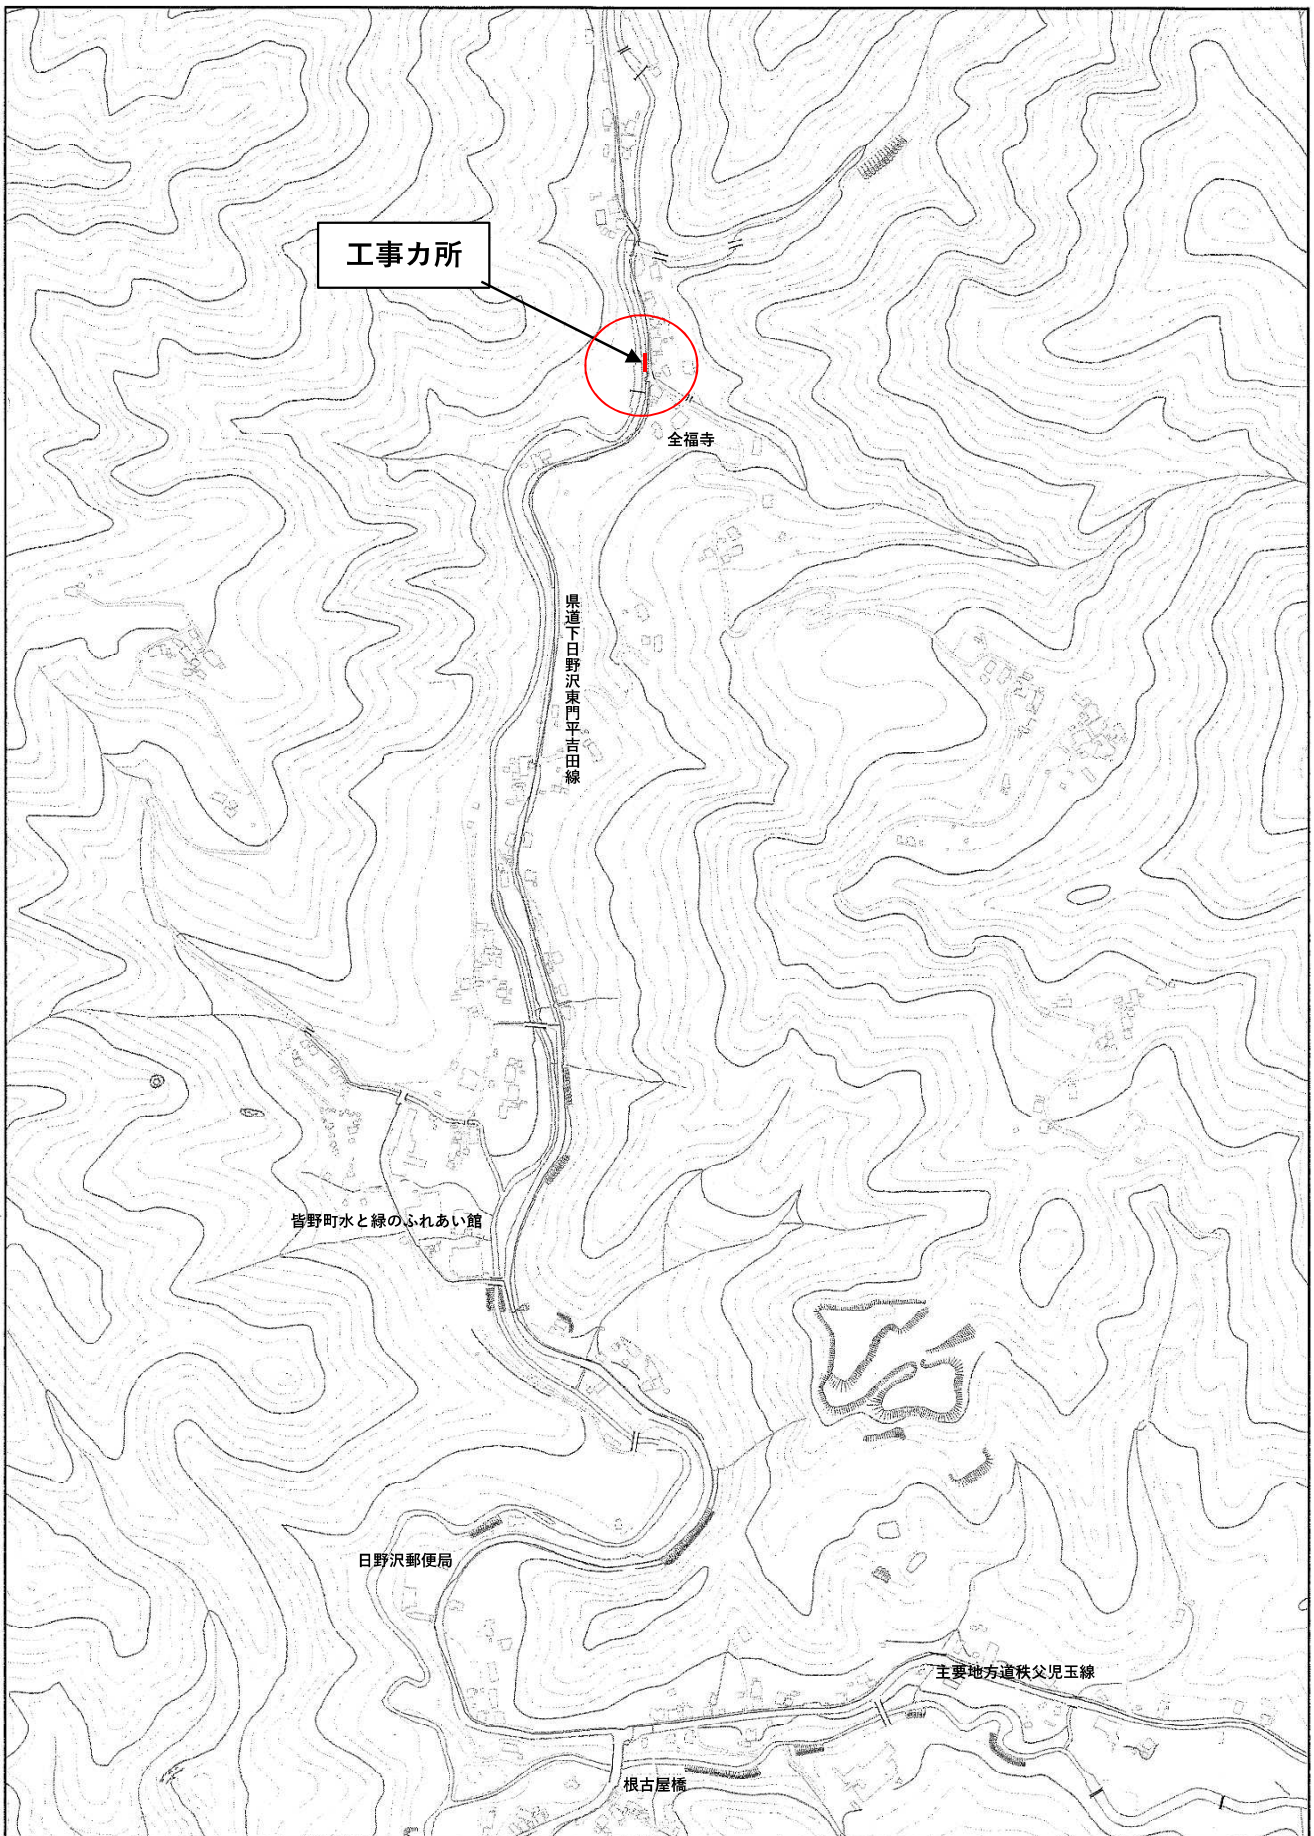 工事カ所
全福寺
県道下日野沢東門平吉田線
皆野町水と緑のふれあい館
日野沢郵便局
主要地方道秩父児玉線
根古屋橋